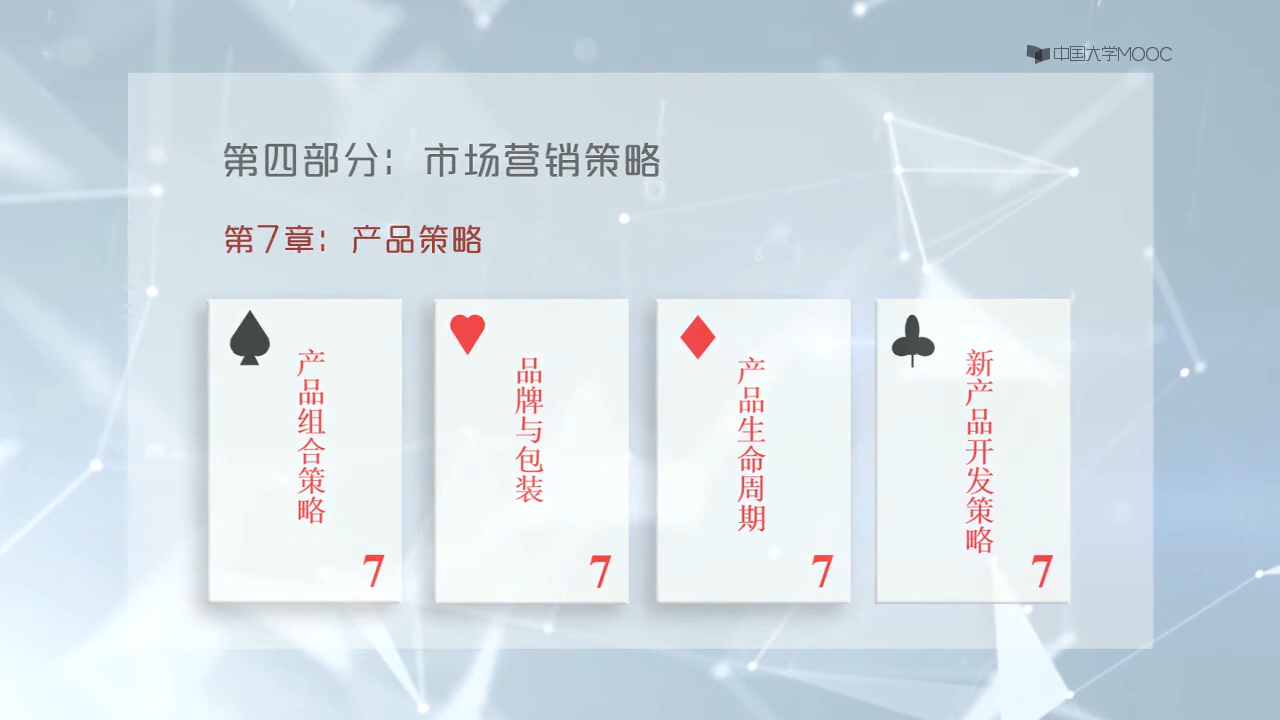 中国大学MOOC
第四部分：市场营销策略
第7章：产品策略
产品组合策略
7
品牌与包装
7
产品生命周期
7
新产品开发策略
7